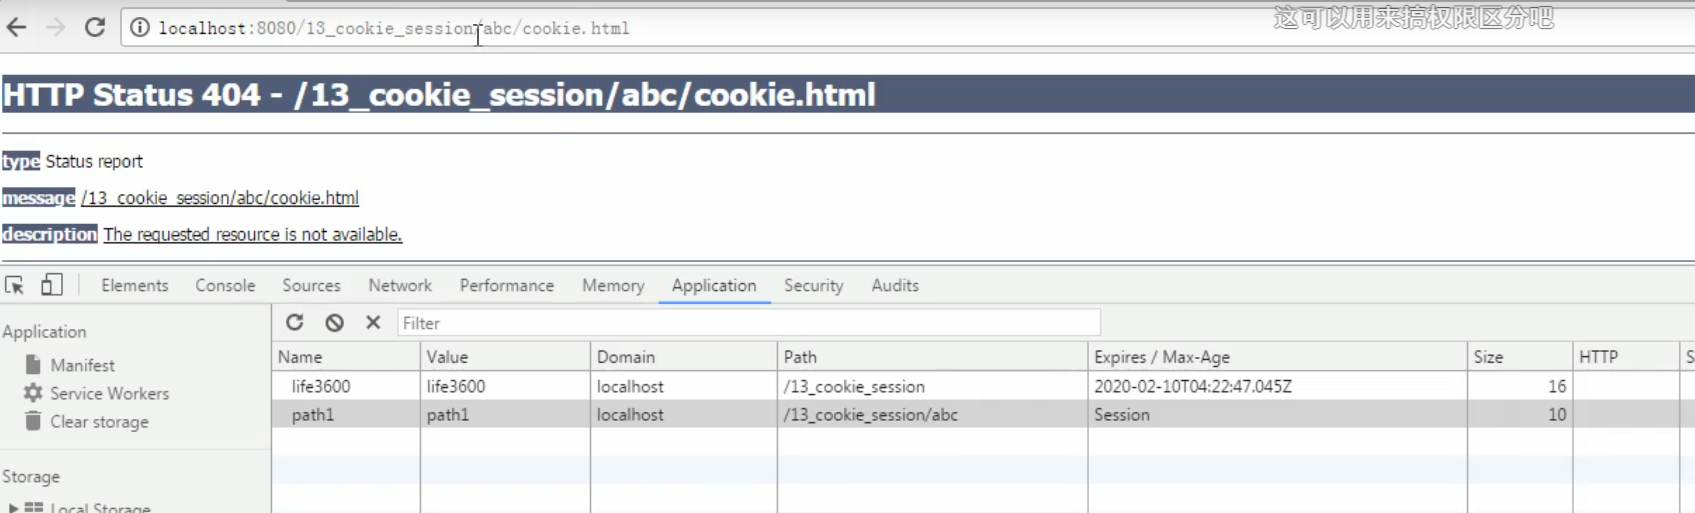 这可以用来搞权限区分吧
localhost:8080/13_cookie_session/abc/cookie.html
HTTP Status 404 - /13_cookie_session/abc/cookie.html
type Status report
message /13_cookie_session/abc/cookie.html
description The requested resource is not available.
Elements Console Sources Network Performance Memory Application Security Audits
Application
Filter
Manifest
Service Workers
Clear storage
Storage
Local Storage
Name Value Domain Path Expires / Max-Age Size HTTP S
life3600 life3600 localhost /13_cookie_session 2020-02-10T04:22:47.045Z 16
path1 path1 localhost /13_cookie_session/abc Session 10